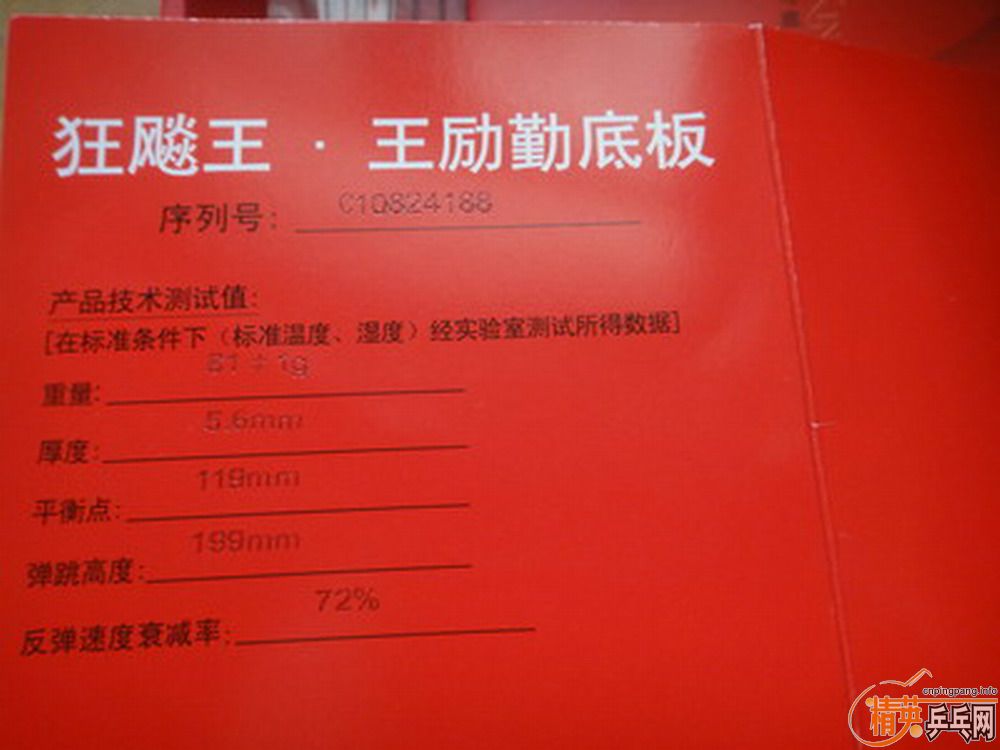 狂飚王 · 王励勤底板
序列号: C10824188
产品技术测试值:
[在标准条件下（标准温度、湿度）经实验室测试所得数据]
重量: 81±1g
厚度: 5.6mm
平衡点: 119mm
弹跳高度: 199mm
反弹速度衰减率: 72%
cnpingpang.info
精英乒乓网